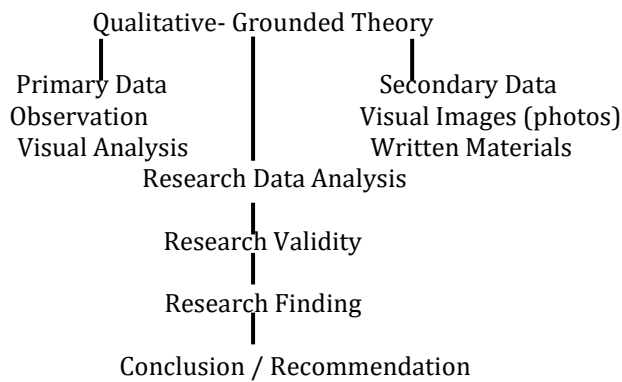 Qualitative- Grounded Theory
Primary Data
Observation
Visual Analysis
Secondary Data
Visual Images (photos)
Written Materials
Research Data Analysis
Research Validity
Research Finding
Conclusion / Recommendation